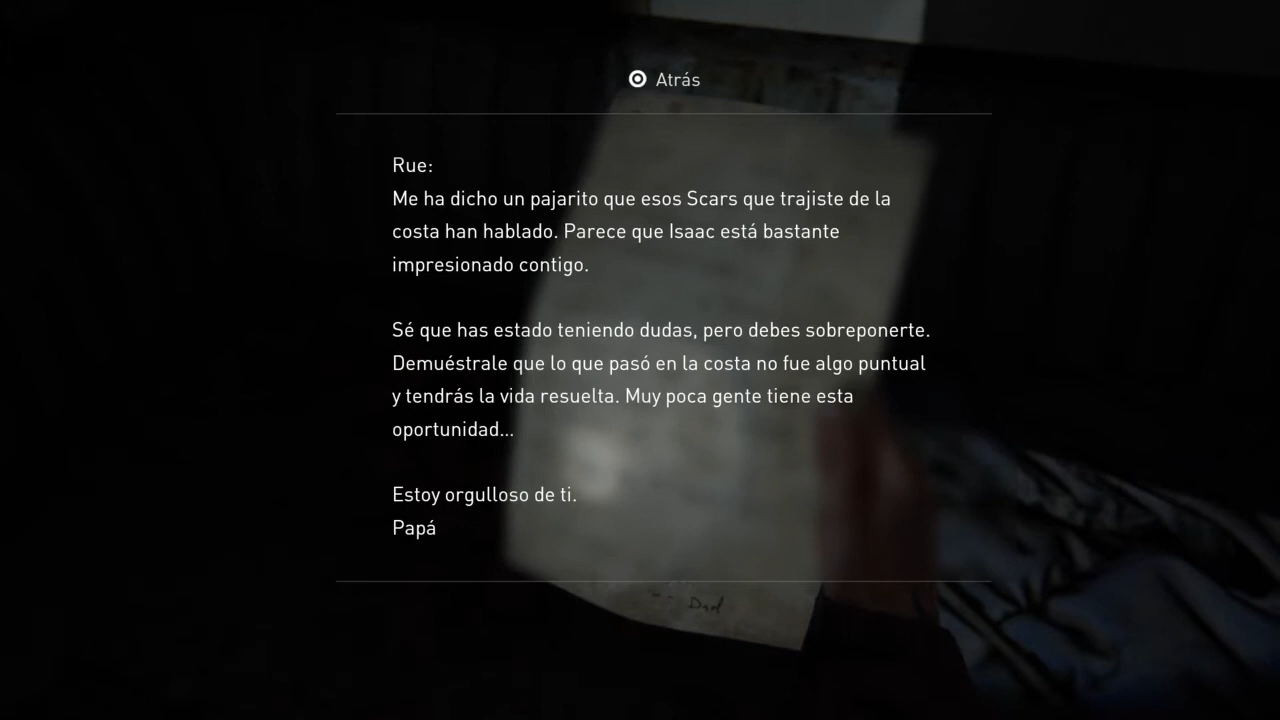 Atrás
Rue:
Me ha dicho un pajarito que esos Scars que trajiste de la
costa han hablado. Parece que Isaac está bastante
impresionado contigo.
Sé que has estado teniendo dudas, pero debes sobreponerte.
Demuéstrale que lo que pasó en la costa no fue algo puntual
y tendrás la vida resuelta. Muy poca gente tiene esta
oportunidad...
Estoy orgulloso de ti.
Papá
Dad